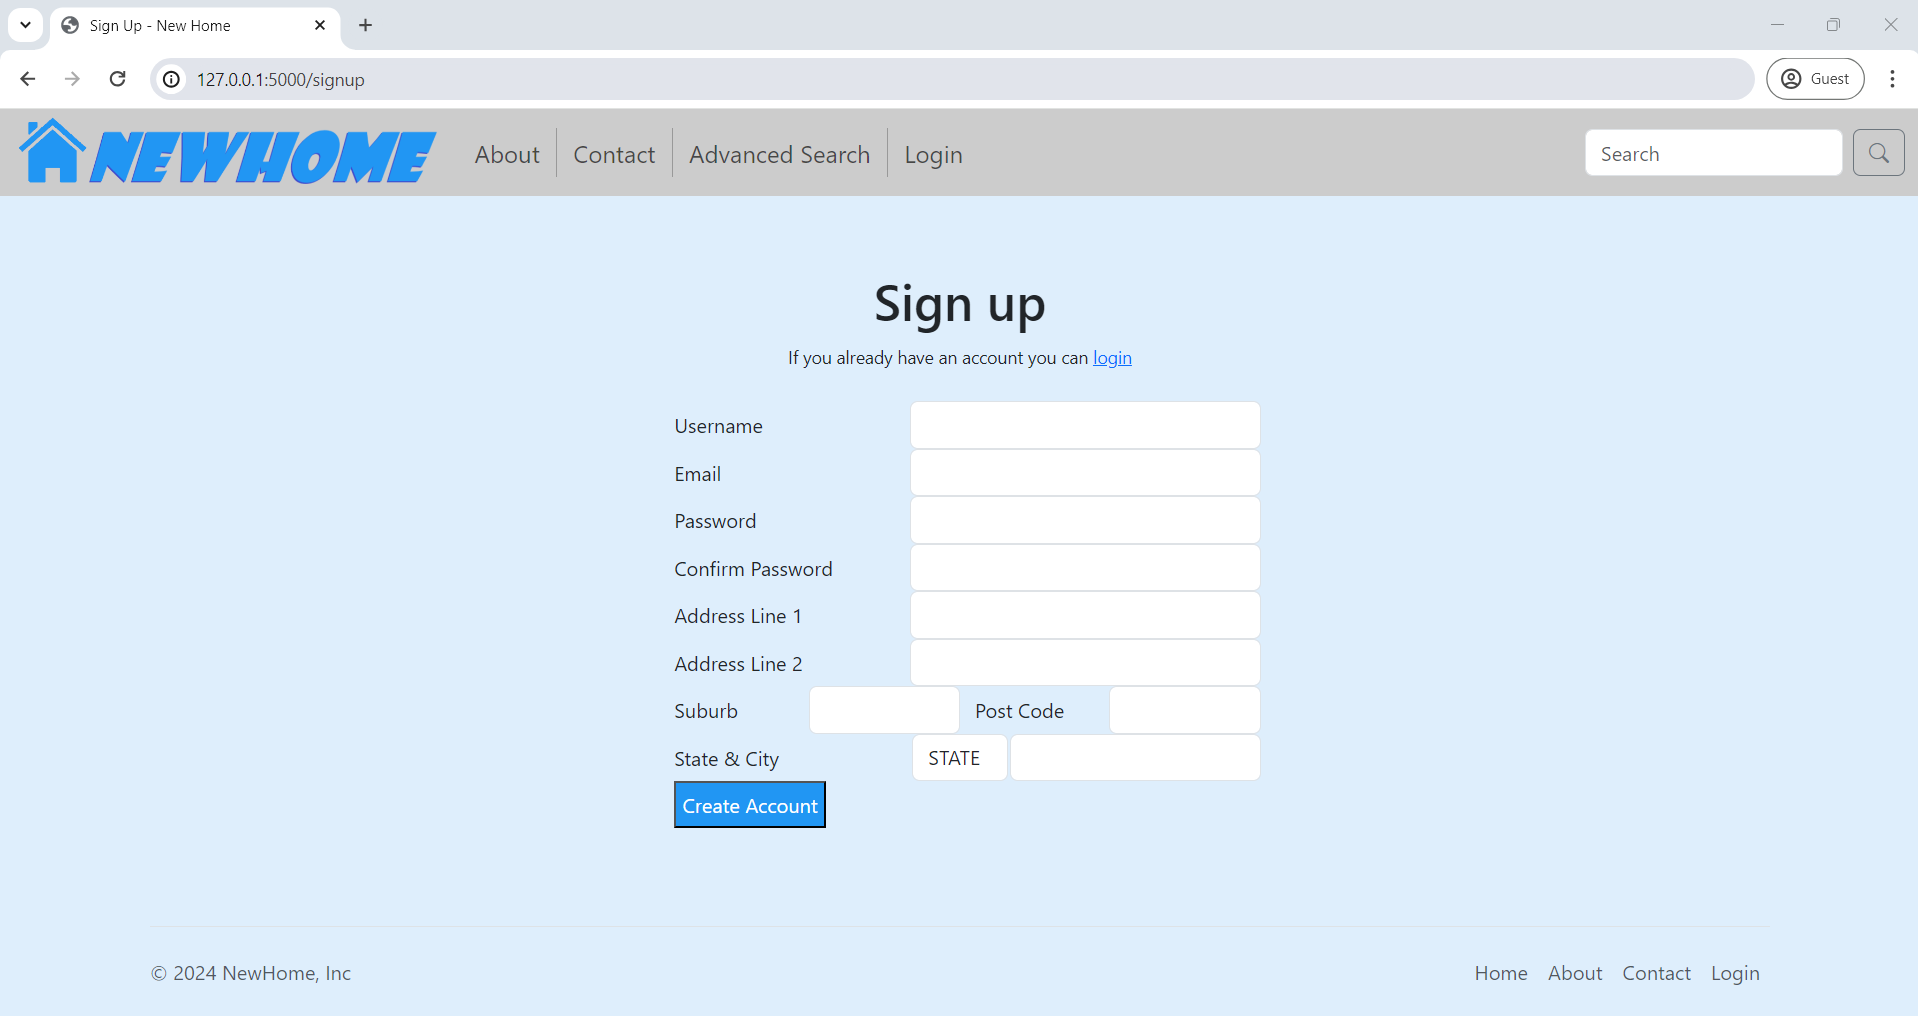 Sign Up - New Home
127.0.0.1:5000/signup
Guest
NEWHOME
About
Contact
Advanced Search
Login
Search
Sign up
If you already have an account you can login
Username
Email
Password
Confirm Password
Address Line 1
Address Line 2
Suburb
Post Code
State & City
STATE
Create Account
© 2024 NewHome, Inc
Home
About
Contact
Login